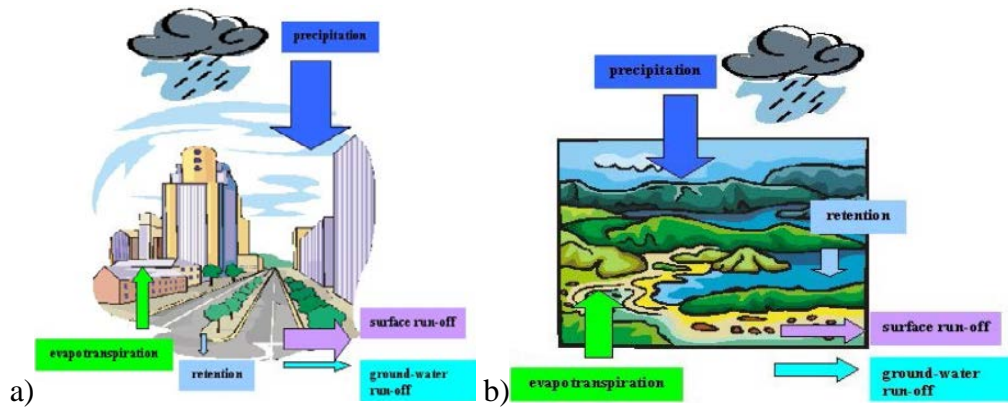 precipitation
evapotranspiration
retention
surface run-off
ground-water
run-off
a)
precipitation
retention
surface run-off
evapotranspiration
ground-water
run-off
b)